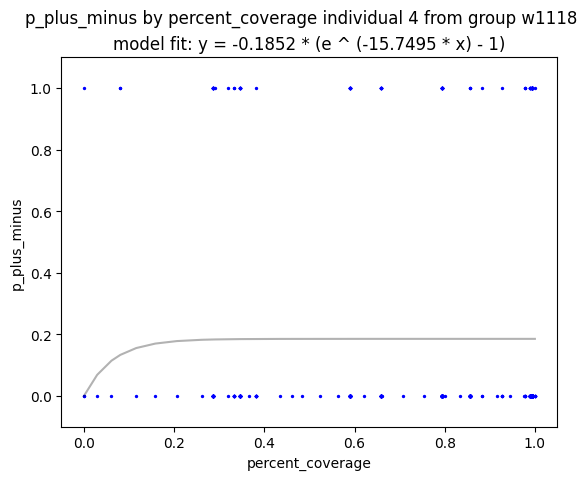 p_plus_minus by percent_coverage individual 4 from group w1118
model fit: y = -0.1852 * (e ^ (-15.7495 * x) - 1)
1.0
0.8
0.6
0.4
0.2
0.0
p_plus_minus
0.0 0.2 0.4 0.6 0.8 1.0
percent_coverage